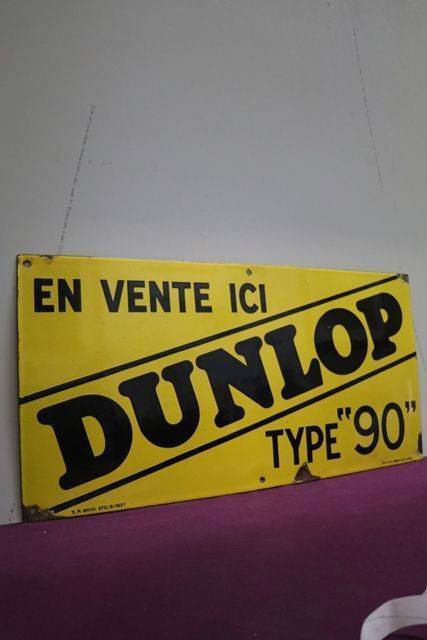 EN VENTE ICI
DUNLOP
TYPE "90"